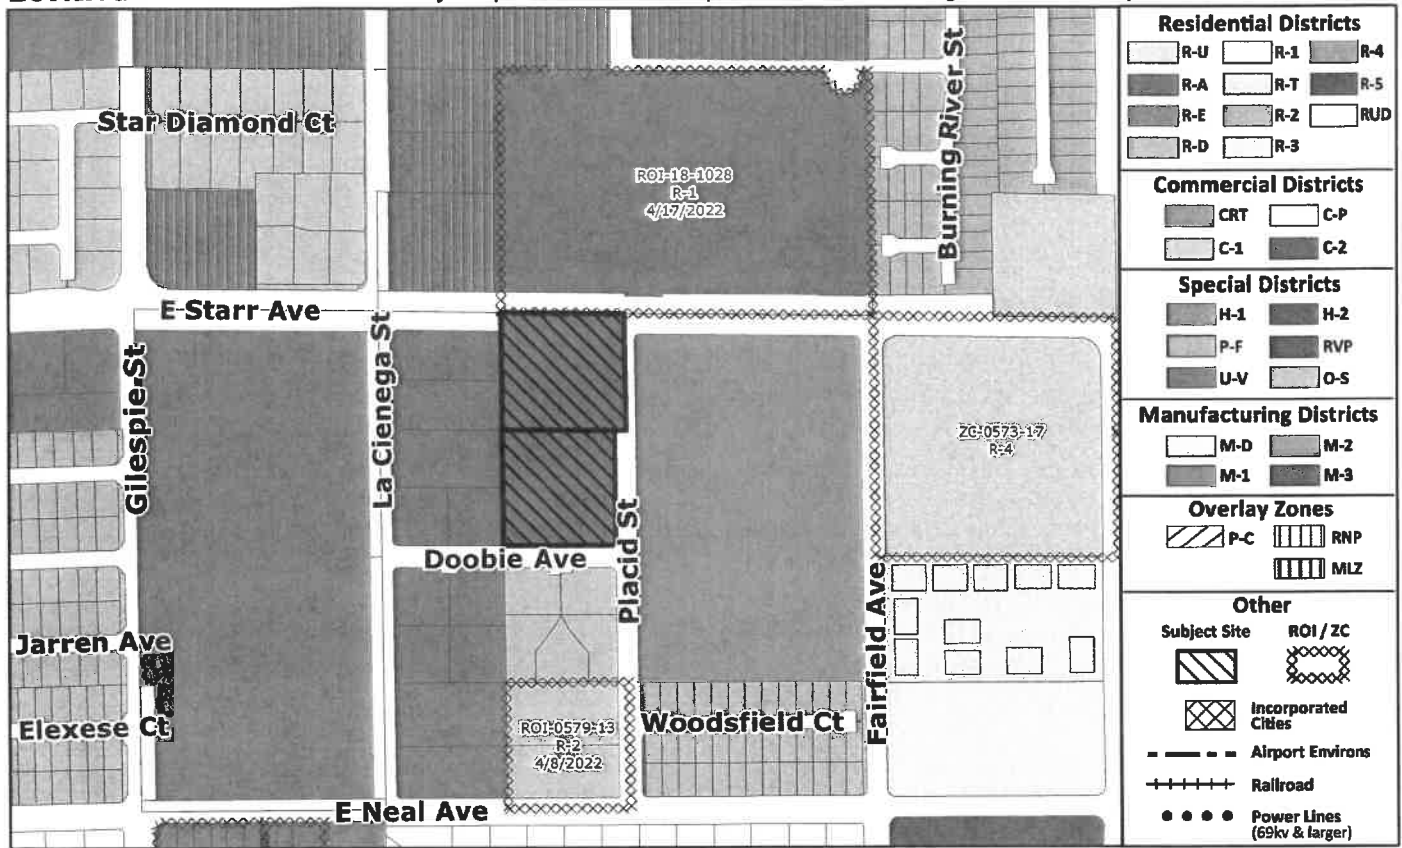 Star Diamond Ct
Burning River St
ROI-18-1028
R-1
4/17/2022
E Starr Ave
Gilespie St
La Cienega St
ZC-0573-17
R-4
Doobie Ave
Placid St
Fairfield Ave
Jarren Ave
Elexese Ct
ROI-0579-13
R-2
4/8/2022
Woodsfield Ct
E Neal Ave
Residential Districts
R-U R-1 R-4
R-A R-T R-5
R-E R-2 RUD
R-D R-3
Commercial Districts
CRT C-P
C-1 C-2
Special Districts
H-1 H-2
P-F RVP
U-V O-S
Manufacturing Districts
M-D M-2
M-1 M-3
Overlay Zones
P-C RNP
MLZ
Other
Subject Site ROI / ZC
Incorporated
Cities
Airport Environs
Railroad
Power Lines
(69kv & larger)